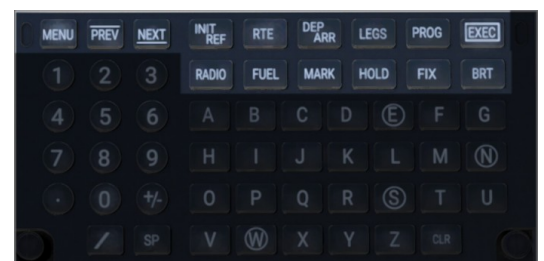 MENU PREV NEXT INIT REF RTE DEP ARR LEGS PROG EXEC
1 2 3 RADIO FUEL MARK HOLD FIX BRT
4 5 6 A B C D E F G
7 8 9 H I J K L M N
. 0 +/- O P Q R S T U
/ SP V W X Y Z CLR